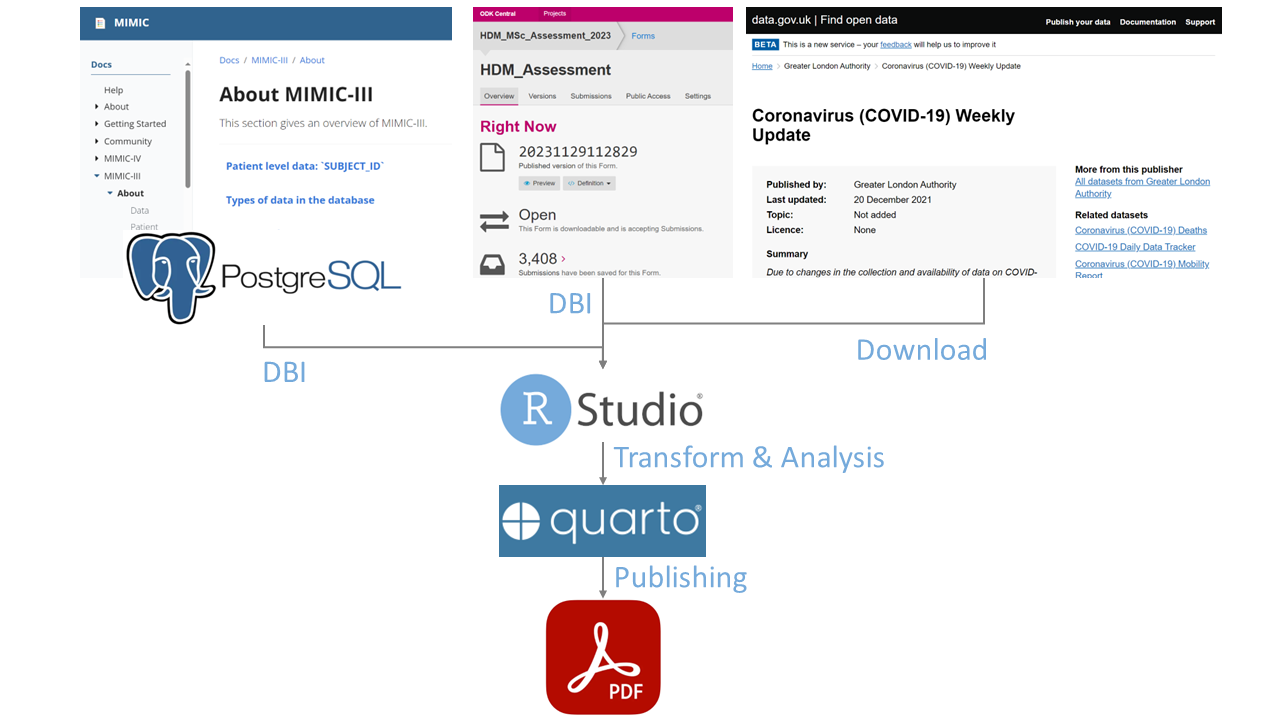 MIMIC
Docs
Help
About
Getting Started
Community
MIMIC-IV
MIMIC-III
About
Data
Patient
Docs / MIMIC-III / About
About MIMIC-III
This section gives an overview of MIMIC-III.
Patient level data: `SUBJECT_ID`
Types of data in the database
PostgreSQL
ODK Central Projects
HDM_MSc_Assessment_2023 Forms
HDM_Assessment
Overview Versions Submissions Public Access Settings
Right Now
20231129112829
Published version of this Form.
Preview </> Definition
Open
This Form is downloadable and is accepting Submissions.
3,408 >
Submissions have been saved for this Form.
data.gov.uk | Find open data
Publish your data Documentation Support
BETA This is a new service – your feedback will help us to improve it
Home > Greater London Authority > Coronavirus (COVID-19) Weekly Update
Coronavirus (COVID-19) Weekly
Update
Published by: Greater London Authority
Last updated: 20 December 2021
Topic: Not added
Licence: None
Summary
Due to changes in the collection and availability of data on COVID-
More from this publisher
All datasets from Greater London
Authority
Related datasets
Coronavirus (COVID-19) Deaths
COVID-19 Daily Data Tracker
Coronavirus (COVID-19) Mobility
Report
DBI
DBI
Download
R Studio®
Transform & Analysis
quarto®
Publishing
PDF